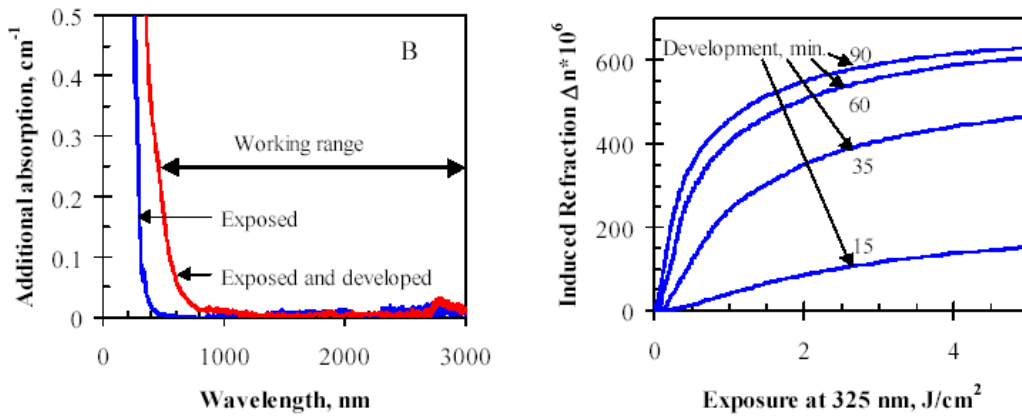 Additional absorption, cm⁻¹
0.5
0.4
0.3
0.2
0.1
0
B
Working range
Exposed
Exposed and developed
0 1000 2000 3000
Wavelength, nm
Induced Refraction Δn*10⁶
600
400
200
0
Development, min.
90
60
35
15
0 2 4
Exposure at 325 nm, J/cm²